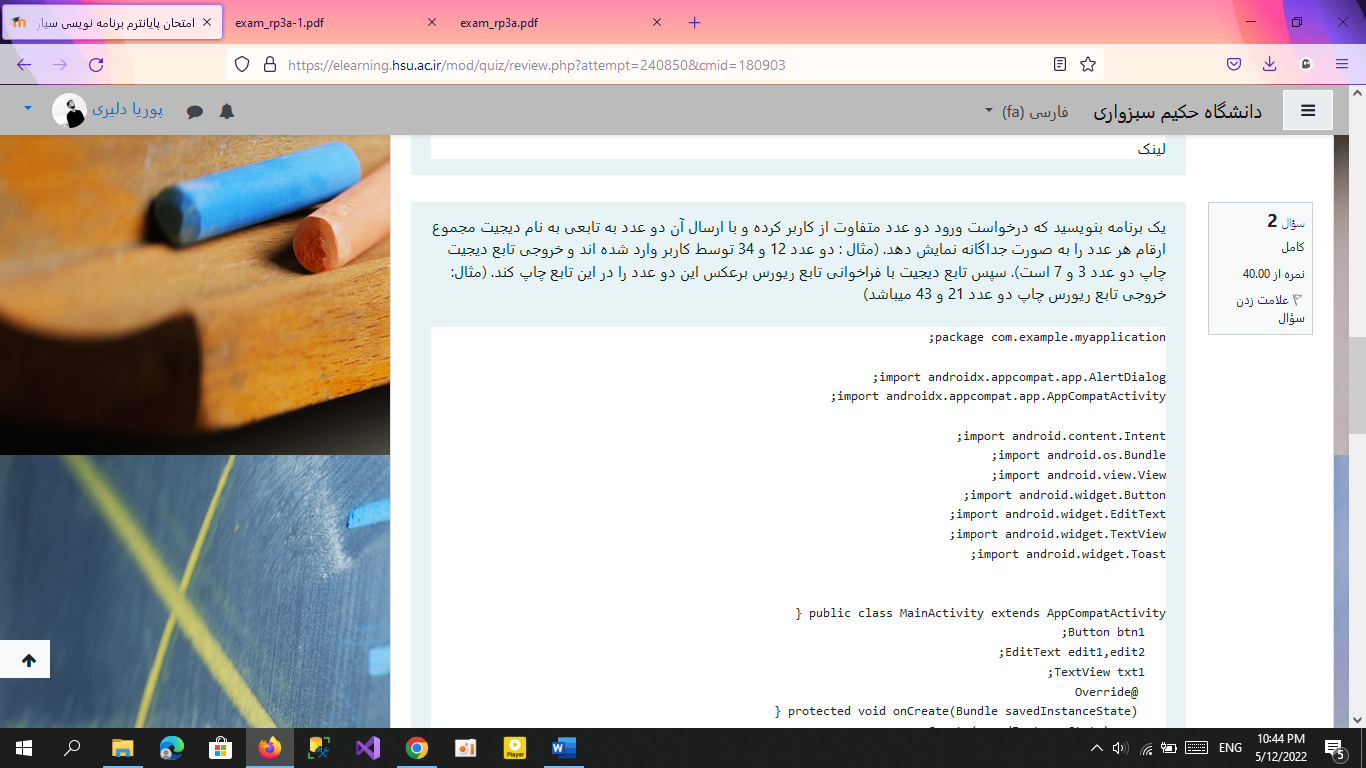 امتحان پایانترم برنامه نویسی سیار
exam_rp3a-1.pdf
exam_rp3a.pdf
https://elearning.hsu.ac.ir/mod/quiz/review.php?attempt=240850&cmid=180903
دانشگاه حکیم سبزواری
فارسی (fa)
پوریا دلیری
لینک
سؤال 2
کامل
نمره از 40.00
علامت زدن
سؤال
یک برنامه بنویسید که درخواست ورود دو عدد متفاوت از کاربر کرده و با ارسال آن دو عدد به تابعی به نام دیجیت مجموع
ارقام هر عدد را به صورت جداگانه نمایش دهد. (مثال : دو عدد 12 و 34 توسط کاربر وارد شده اند و خروجی تابع دیجیت
چاپ دو عدد 3 و 7 است). سپس تابع دیجیت با فراخوانی تابع ریورس برعکس این دو عدد را در این تابع چاپ کند. (مثال:
خروجی تابع ریورس چاپ دو عدد 21 و 43 میباشد)
;package com.example.myapplication
;import androidx.appcompat.app.AlertDialog
;import androidx.appcompat.app.AppCompatActivity
;import android.content.Intent
;import android.os.Bundle
;import android.view.View
;import android.widget.Button
;import android.widget.EditText
;import android.widget.TextView
;import android.widget.Toast
} public class MainActivity extends AppCompatActivity
;Button btn1
;EditText edit1,edit2
;TextView txt1
Override@
} protected void onCreate(Bundle savedInstanceState)
Player
ENG
10:44 PM
5/12/2022
5